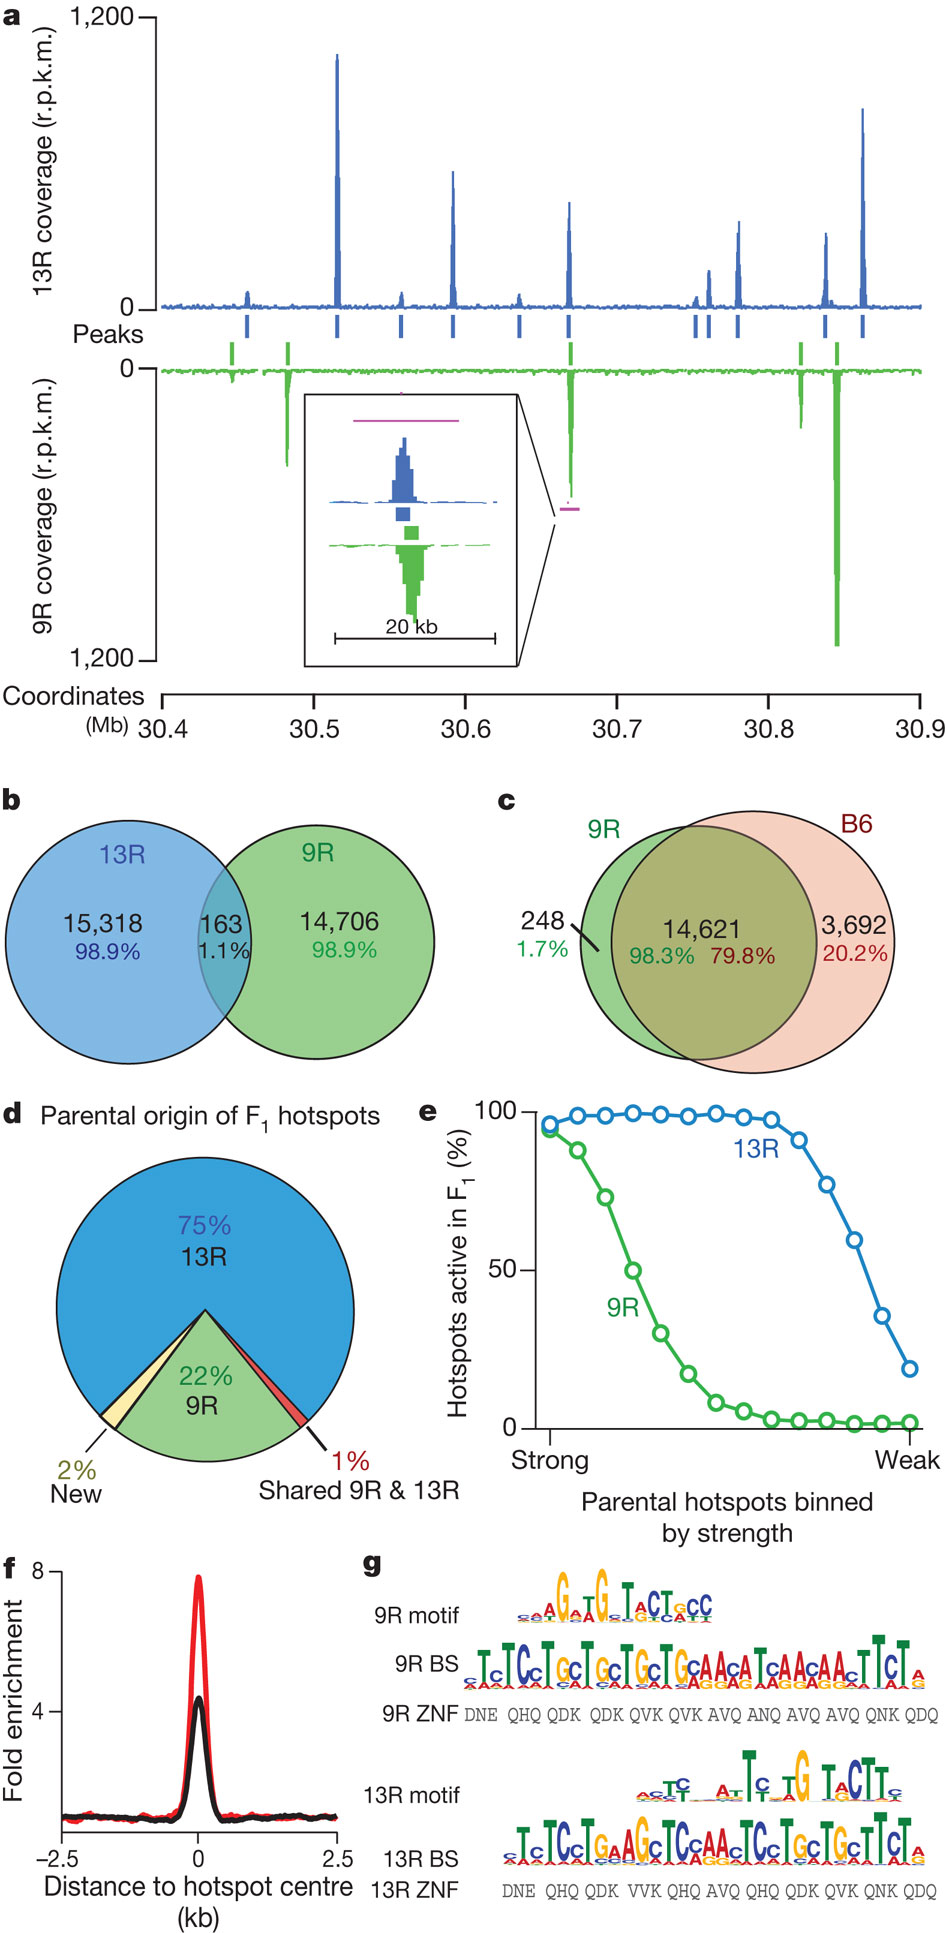 a
1,200
13R coverage (r.p.k.m.)
0
Peaks
0
9R coverage (r.p.k.m.)
20 kb
1,200
Coordinates
(Mb)
30.4 30.5 30.6 30.7 30.8 30.9
b
13R 9R
15,318 163 14,706
98.9% 1.1% 98.9%
c
9R B6
248 14,621 3,692
1.7% 98.3% 79.8% 20.2%
d Parental origin of F1 hotspots
75%
13R
22%
9R
2%
New
1%
Shared 9R & 13R
e
100
50
0
Hotspots active in F1 (%)
13R
9R
Strong Weak
Parental hotspots binned
by strength
f
8
4
Fold enrichment
−2.5 0 2.5
Distance to hotspot centre
(kb)
g
9R motif
9R BS
9R ZNF DNE QHQ QDK QDK QVK QVK AVQ ANQ AVQ AVQ QNK QDQ
13R motif
13R BS
13R ZNF DNE QHQ QDK VVK QHQ AVQ QHQ QDK QVK QNK QDQ